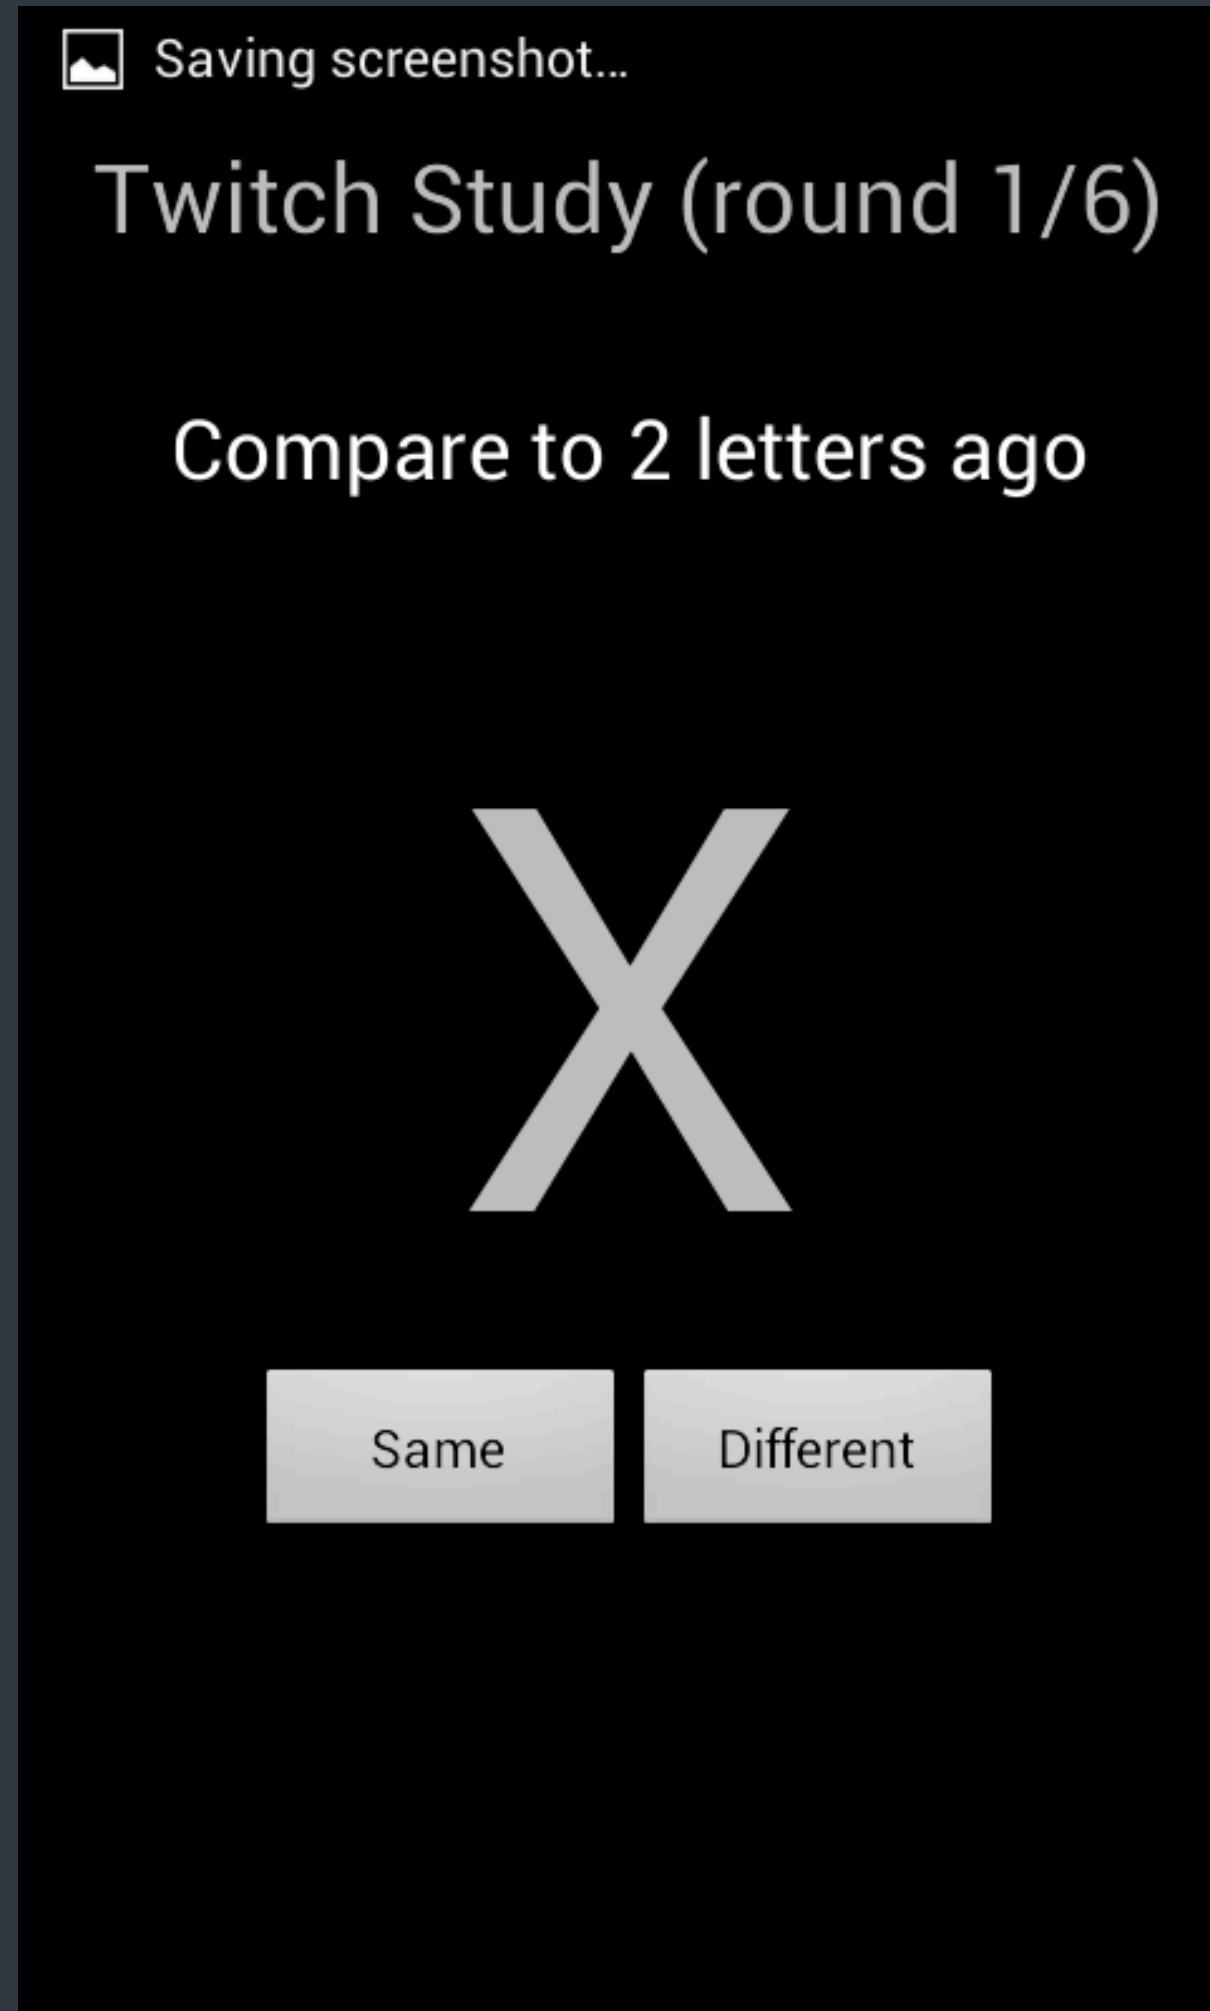 Saving screenshot...
Twitch Study (round 1/6)
Compare to 2 letters ago
X
Same
Different